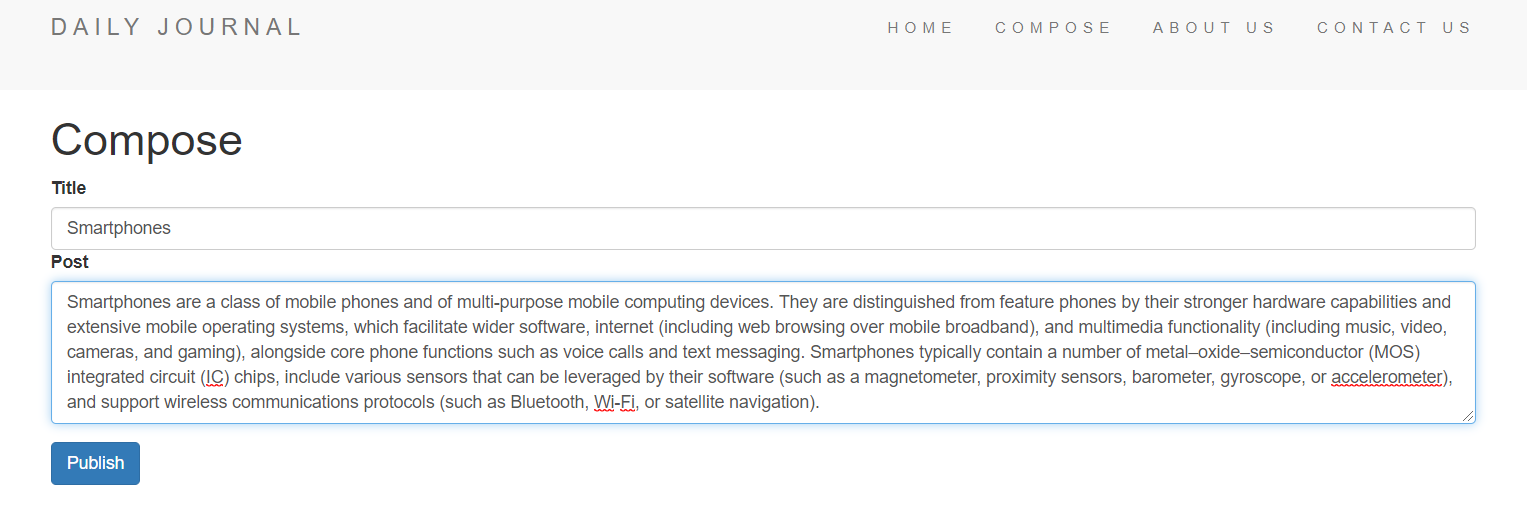 DAILY JOURNAL
HOME COMPOSE ABOUT US CONTACT US
Compose
Title
Smartphones
Post
Smartphones are a class of mobile phones and of multi-purpose mobile computing devices. They are distinguished from feature phones by their stronger hardware capabilities and
extensive mobile operating systems, which facilitate wider software, internet (including web browsing over mobile broadband), and multimedia functionality (including music, video,
cameras, and gaming), alongside core phone functions such as voice calls and text messaging. Smartphones typically contain a number of metal–oxide–semiconductor (MOS)
integrated circuit (IC) chips, include various sensors that can be leveraged by their software (such as a magnetometer, proximity sensors, barometer, gyroscope, or accelerometer),
and support wireless communications protocols (such as Bluetooth, Wi-Fi, or satellite navigation).
Publish